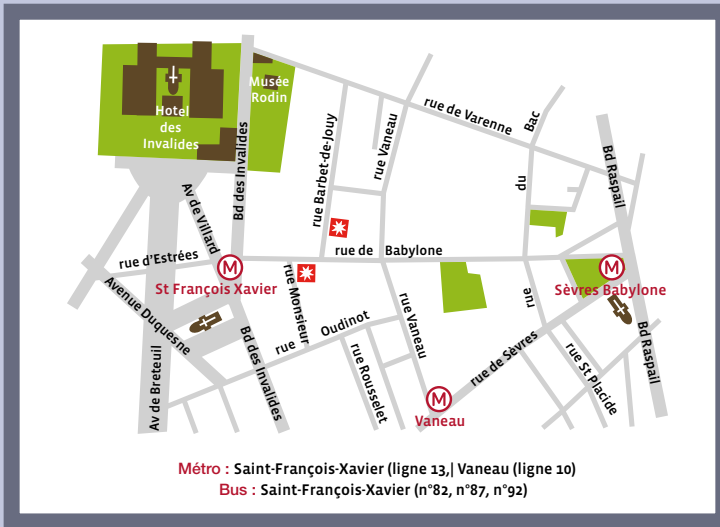 Hotel
des
Invalides
Musée
Rodin
rue de Varenne
Bac
du
rue
Bd Raspail
Bd des Invalides
rue Barbet-de-Jouy
rue Vaneau
Av de Villard
rue d'Estrées
M
St François Xavier
rue de Babylone
M
Sèvres Babylone
Avenue Duquesne
rue Monsieur
rue Oudinot
rue Vaneau
Bd des Invalides
Av de Breteuil
rue Rousselet
rue de Sèvres
rue St Placide
Bd Raspail
M
Vaneau
Métro : Saint-François-Xavier (ligne 13,| Vaneau (ligne 10)
Bus : Saint-François-Xavier (n°82, n°87, n°92)